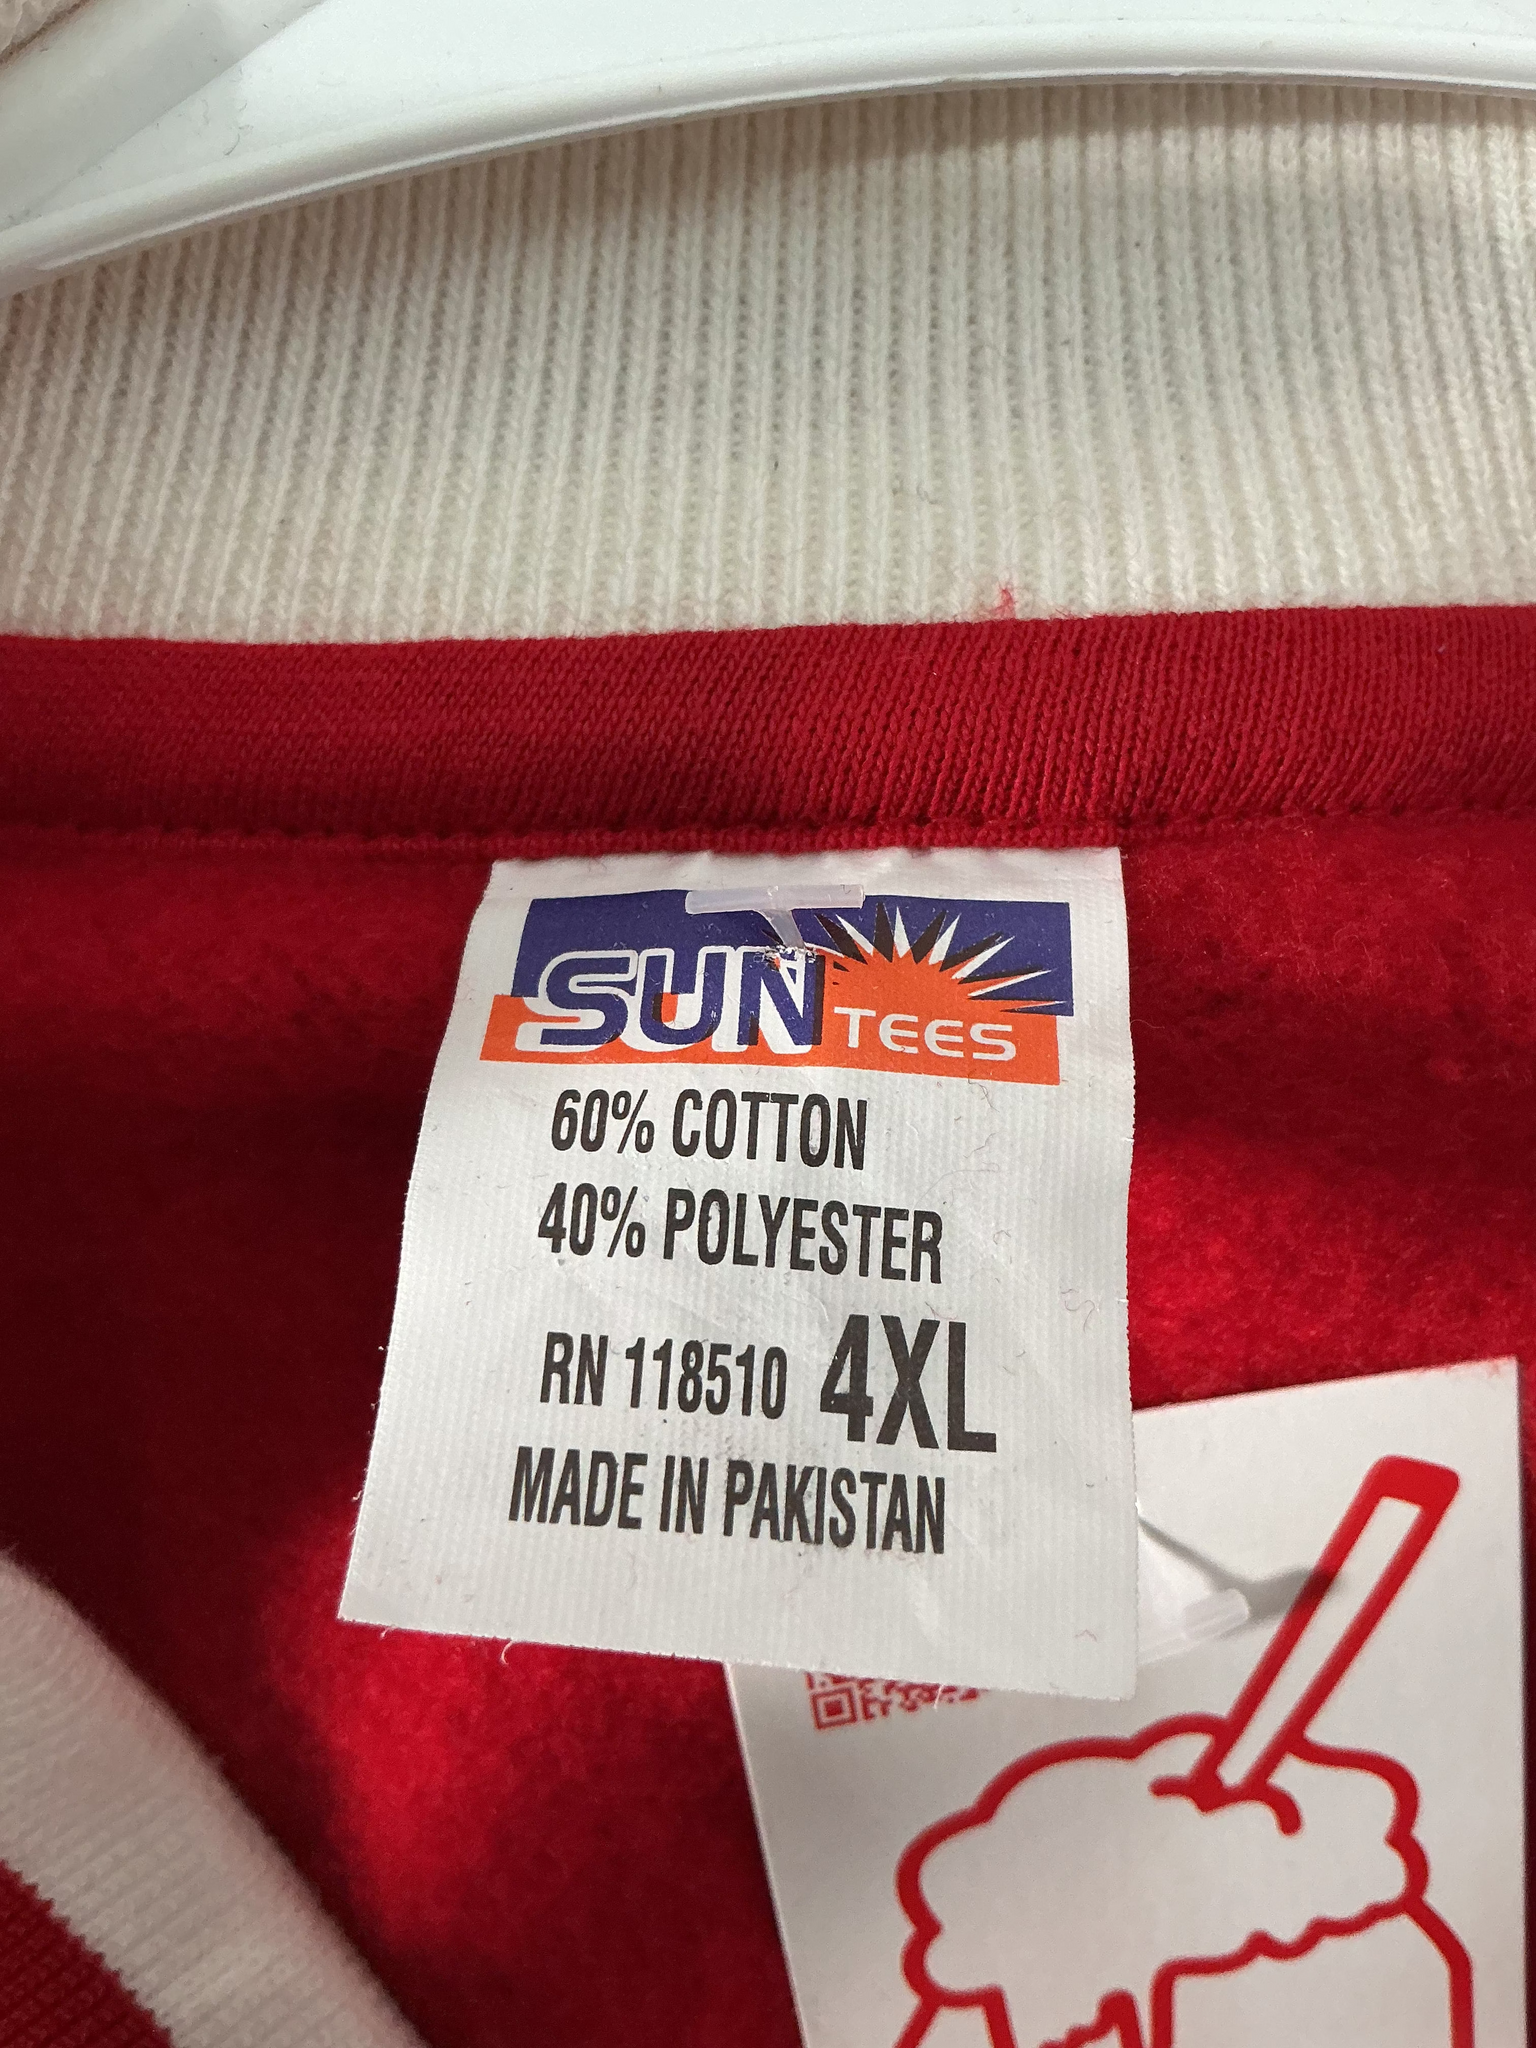 SUN TEES
60% COTTON
40% POLYESTER
RN 118510 4XL
MADE IN PAKISTAN